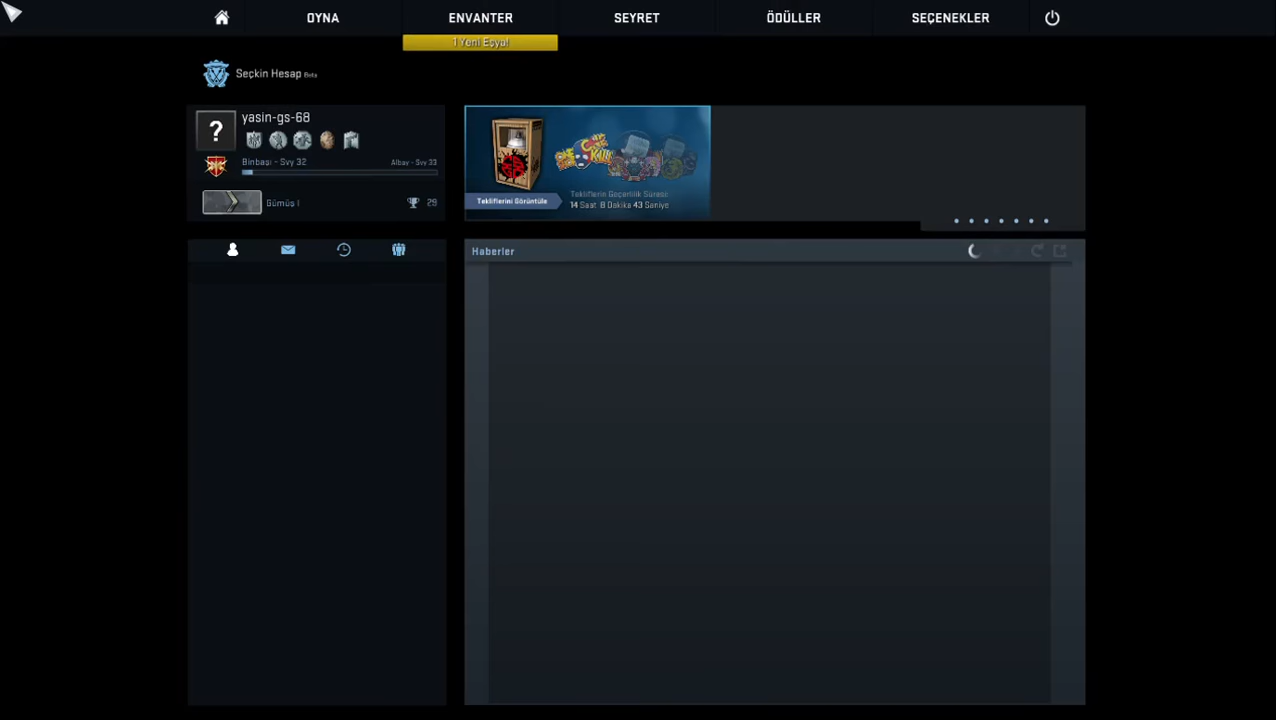 OYNA
ENVANTER
SEYRET
ÖDÜLLER
SEÇENEKLER
1 Yeni Eşya!
Seçkin Hesap Beta
yasin-gs-68
Binbaşı - Svy 32
Albay - Svy 33
Gümüş I
29
Tekliflerini Görüntüle
Tekliflerin Geçerlilik Süresi:
14 Saat 8 Dakika 43 Saniye
Haberler